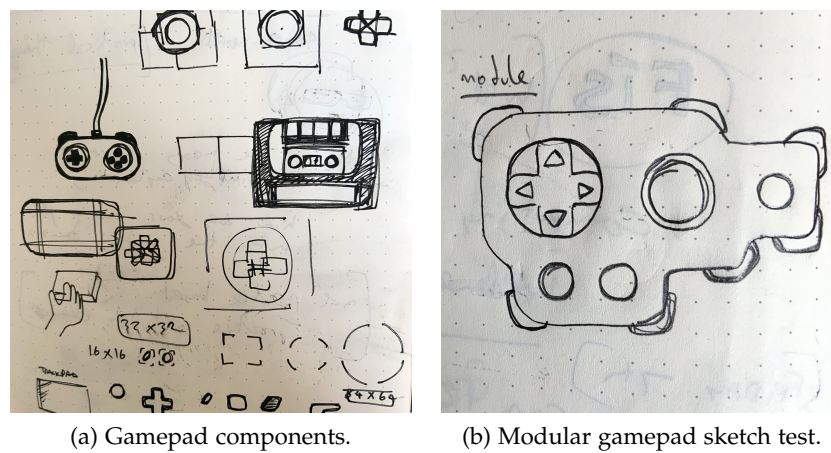 module
32 x 32
16 x 16
TRACKPAD
64 x 64
(a) Gamepad components.
(b) Modular gamepad sketch test.